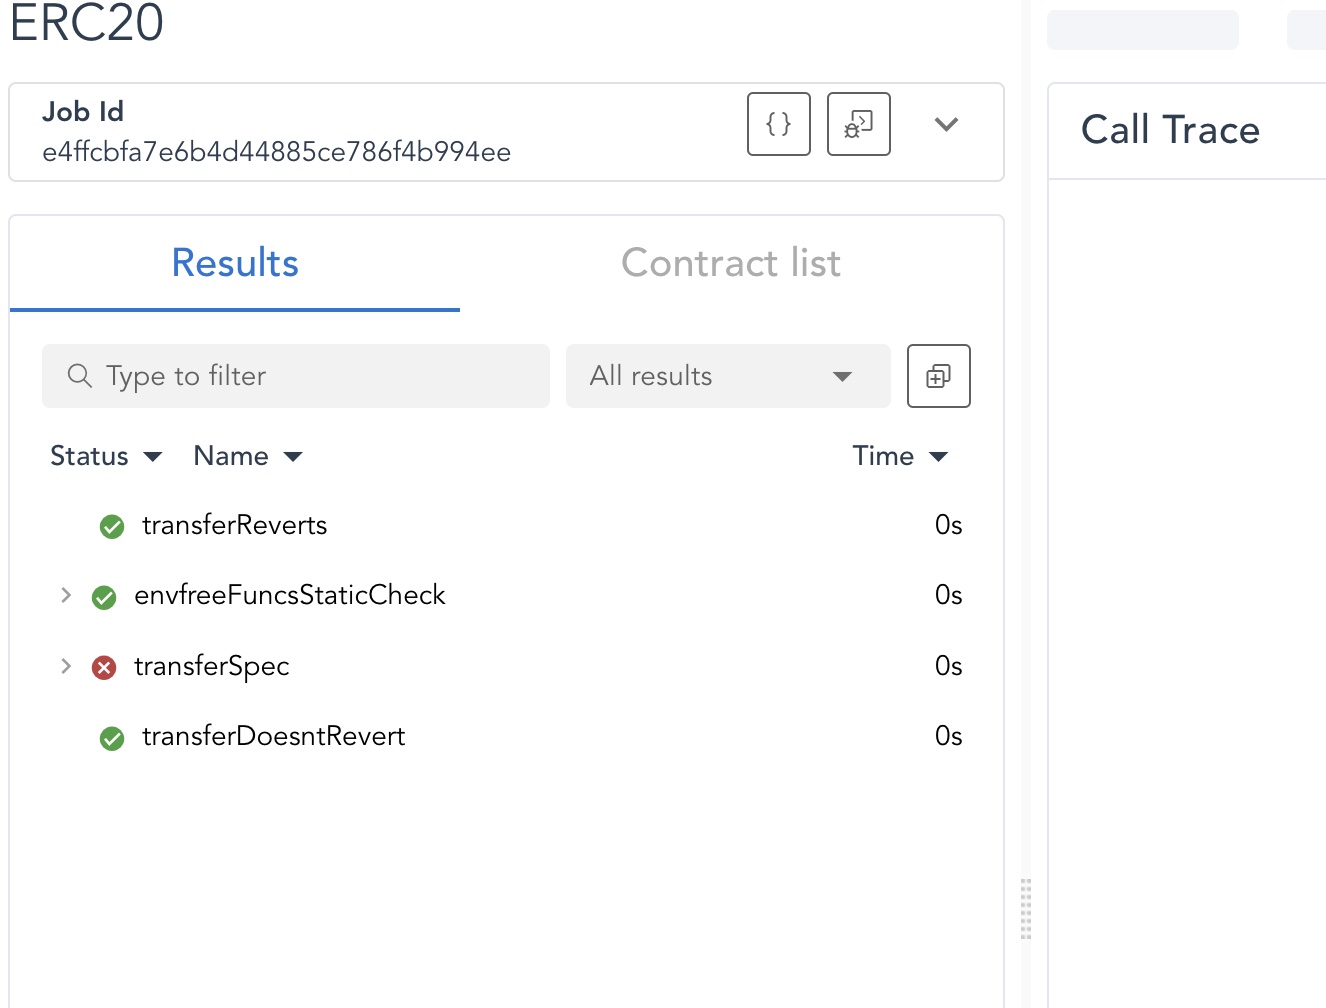 ERC20
Job Id
e4ffcbfa7e6b4d44885ce786f4b994ee
{}
Results
Contract list
Type to filter
All results
Status
Name
Time
transferReverts
0s
envfreeFuncsStaticCheck
0s
transferSpec
0s
transferDoesntRevert
0s
Call Trace